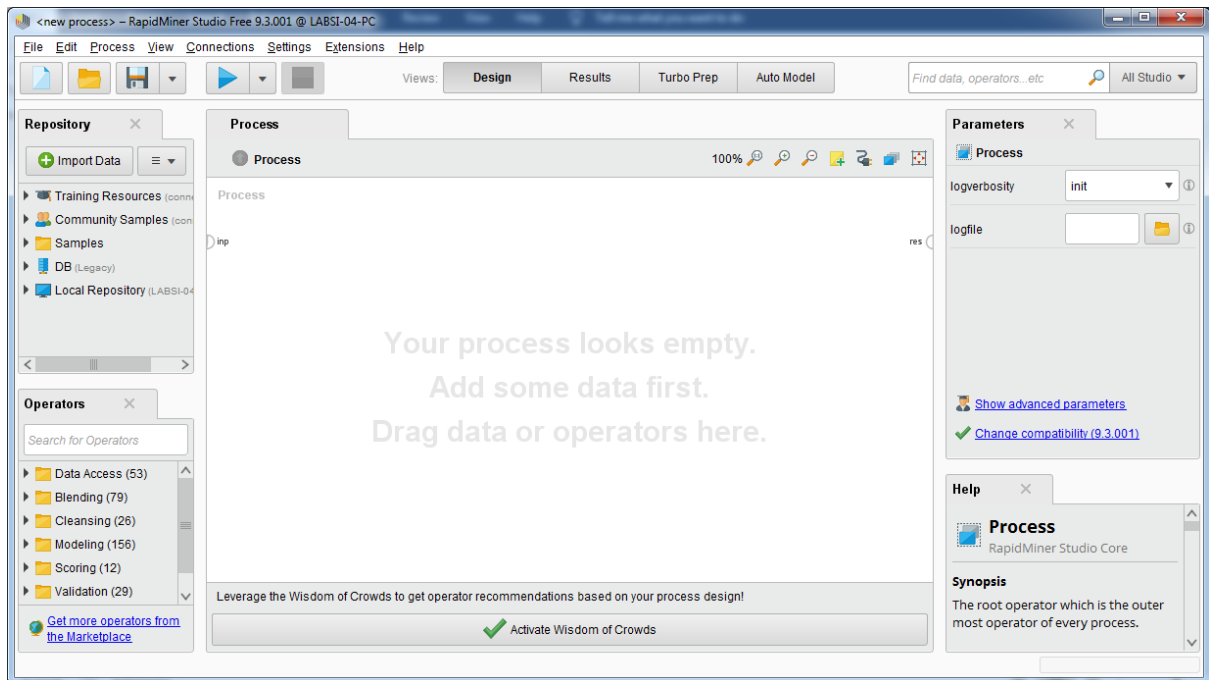 <new process> – RapidMiner Studio Free 9.3.001 @ LABSI-04-PC
File Edit Process View Connections Settings Extensions Help
Views: Design Results Turbo Prep Auto Model
Find data, operators...etc
All Studio
Repository
Import Data
Training Resources (conne
Community Samples (con
Samples
DB (Legacy)
Local Repository (LABSI-04
Operators
Search for Operators
Data Access (53)
Blending (79)
Cleansing (26)
Modeling (156)
Scoring (12)
Validation (29)
Get more operators from
the Marketplace
Process
Process
100%
Process
inp
res
Your process looks empty.
Add some data first.
Drag data or operators here.
Leverage the Wisdom of Crowds to get operator recommendations based on your process design!
Activate Wisdom of Crowds
Parameters
Process
logverbosity
init
logfile
Show advanced parameters
Change compatibility (9.3.001)
Help
Process
RapidMiner Studio Core
Synopsis
The root operator which is the outer
most operator of every process.